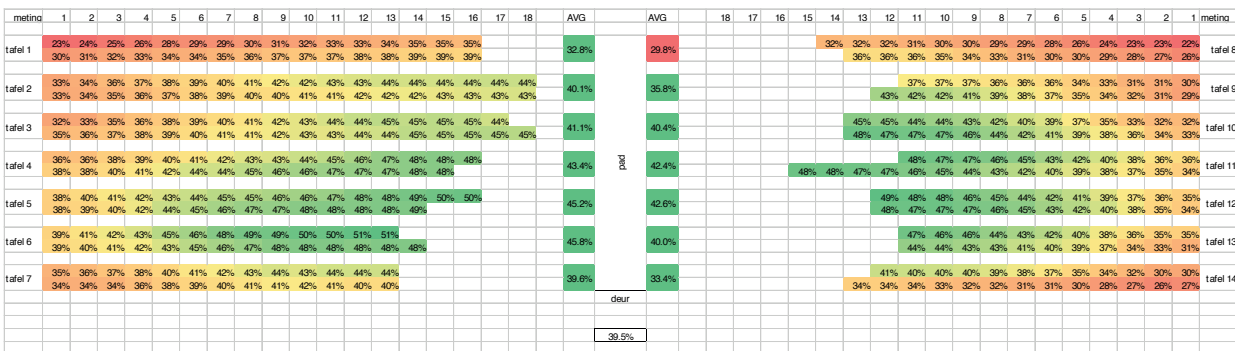 meting 1 2 3 4 5 6 7 8 9 10 11 12 13 14 15 16 17 18 AVG AVG 18 17 16 15 14 13 12 11 10 9 8 7 6 5 4 3 2 1 meting
23% 24% 25% 26% 28% 29% 29% 30% 31% 32% 33% 33% 34% 35% 35% 35% 32% 32% 32% 31% 30% 30% 29% 29% 28% 26% 24% 23% 23% 22%
tafel 1 32.8% 29.8% tafel 8
30% 31% 32% 33% 34% 34% 35% 36% 37% 37% 37% 38% 38% 39% 39% 39% 36% 36% 36% 35% 34% 33% 31% 30% 30% 29% 28% 27% 26%
33% 34% 36% 37% 38% 39% 40% 41% 42% 42% 43% 43% 44% 44% 44% 44% 44% 44% 37% 37% 37% 36% 36% 36% 34% 33% 31% 31% 30%
tafel 2 40.1% 35.8% tafel 9
33% 34% 35% 36% 37% 38% 39% 40% 40% 41% 41% 42% 42% 42% 43% 43% 43% 43% 43% 42% 42% 41% 39% 38% 37% 35% 34% 32% 31% 29%
32% 33% 35% 36% 38% 39% 40% 41% 42% 43% 44% 44% 45% 45% 45% 45% 44% 45% 45% 44% 44% 43% 42% 40% 39% 37% 35% 33% 32% 32%
tafel 3 41.1% 40.4% tafel 10
35% 36% 37% 38% 39% 40% 41% 41% 42% 43% 43% 44% 44% 45% 45% 45% 45% 45% 48% 47% 47% 47% 46% 44% 42% 41% 39% 38% 36% 34% 33%
36% 36% 38% 39% 40% 41% 42% 43% 43% 44% 45% 46% 47% 48% 48% 48% 48% 47% 47% 46% 45% 43% 42% 40% 38% 36% 36%
tafel 4 43.4% pad 42.4% tafel 11
38% 38% 40% 41% 42% 44% 44% 45% 46% 46% 47% 47% 47% 48% 48% 48% 48% 47% 47% 46% 45% 44% 43% 42% 40% 39% 38% 37% 35% 34%
38% 40% 41% 42% 43% 44% 45% 45% 46% 46% 47% 48% 48% 49% 50% 50% 49% 48% 48% 46% 45% 44% 42% 41% 39% 37% 36% 35%
tafel 5 45.2% 42.6% tafel 12
38% 39% 40% 42% 44% 45% 46% 47% 47% 48% 48% 48% 48% 49% 48% 47% 47% 46% 45% 43% 42% 40% 40% 38% 35% 34%
39% 41% 42% 43% 45% 46% 48% 49% 49% 50% 50% 51% 51% 47% 46% 46% 44% 43% 42% 40% 38% 36% 35% 35%
tafel 6 45.8% 40.0% tafel 13
39% 40% 41% 42% 43% 45% 46% 47% 48% 48% 48% 48% 48% 48% 44% 44% 43% 43% 41% 40% 39% 37% 34% 33% 31%
35% 36% 37% 38% 40% 41% 42% 43% 44% 43% 44% 44% 44% 41% 40% 40% 40% 39% 38% 37% 35% 34% 32% 30% 30%
tafel 7 39.6% 33.4% tafel 14
34% 34% 34% 36% 38% 39% 40% 41% 41% 42% 41% 40% 40% 34% 34% 34% 33% 32% 32% 31% 31% 30% 28% 27% 26% 27%
deur
39.5%